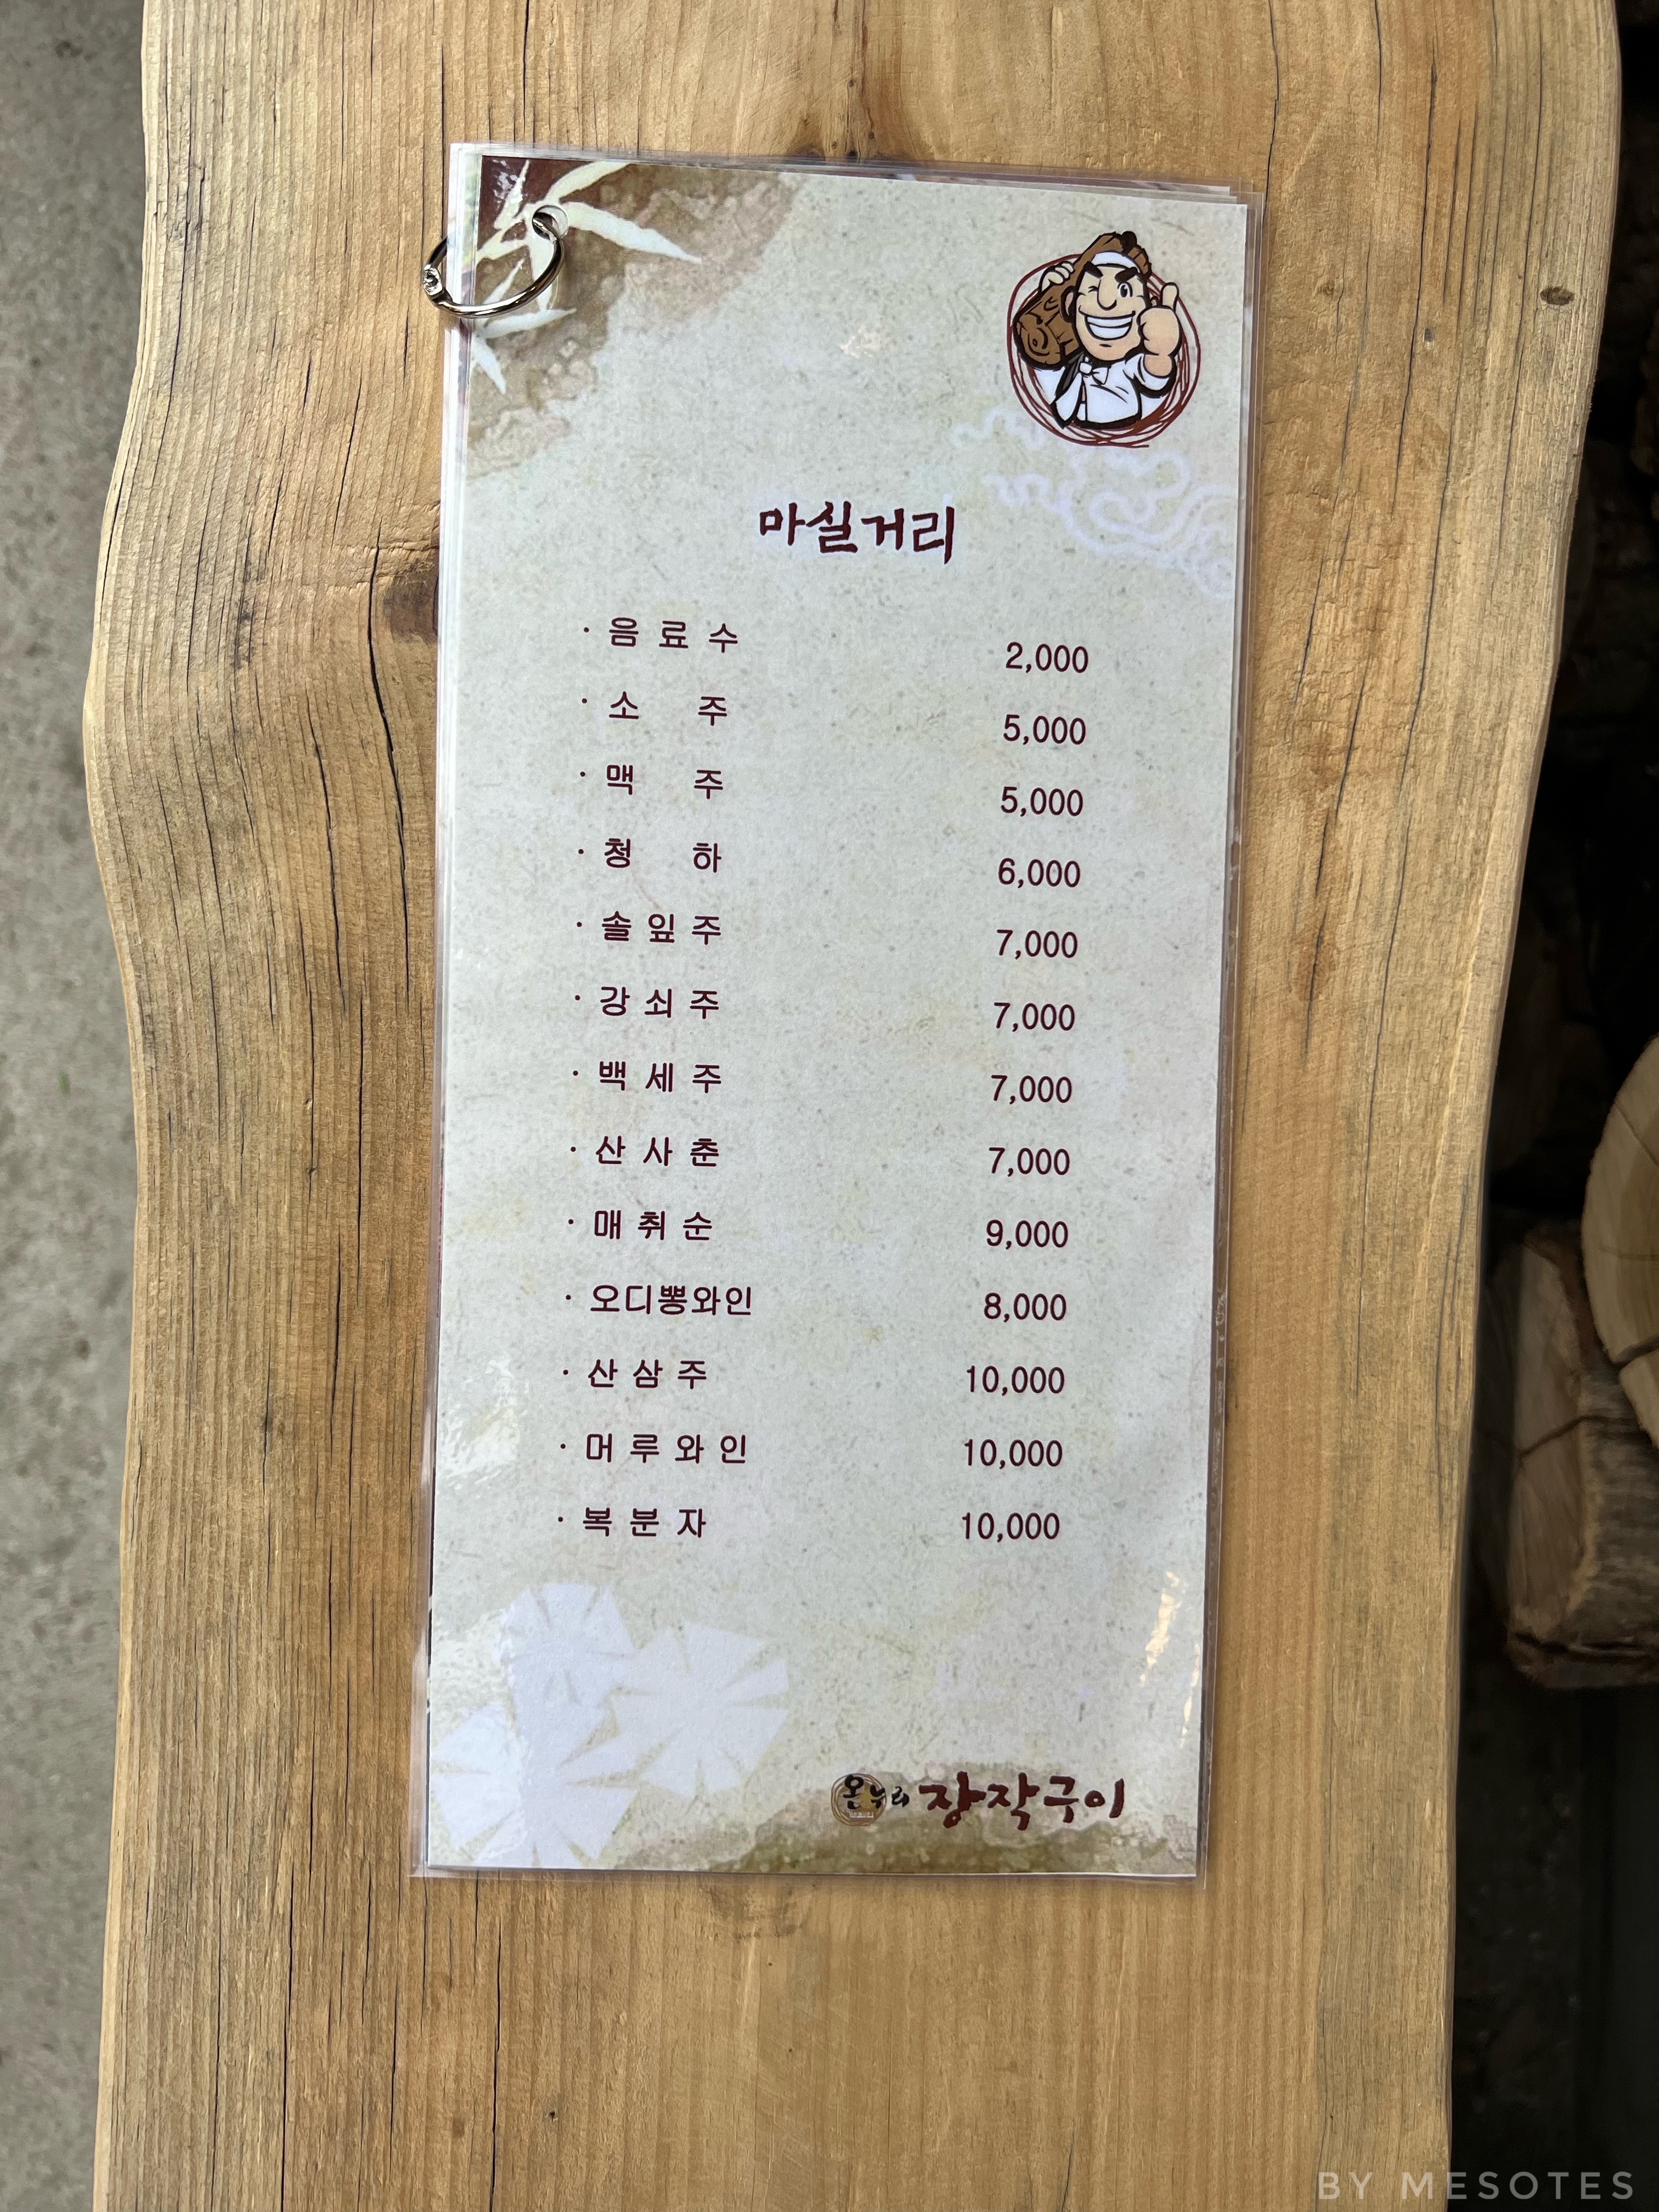 마실거리
· 음 료 수 2,000
· 소 주 5,000
· 맥 주 5,000
· 청 하 6,000
· 솔 잎 주 7,000
· 강 쇠 주 7,000
· 백 세 주 7,000
· 산 사 춘 7,000
· 매 취 순 9,000
· 오디뽕와인 8,000
· 산 삼 주 10,000
· 머 루 와 인 10,000
· 복 분 자 10,000
온누리 장작구이
BY MESOTES